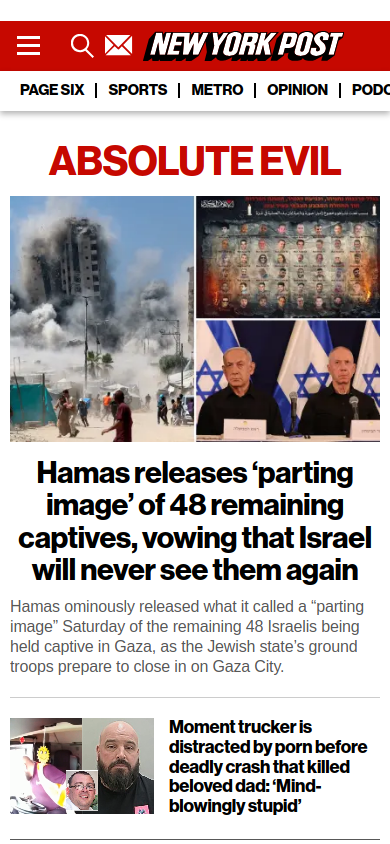 NEW YORK POST
PAGE SIX
SPORTS
METRO
OPINION
PODC
ABSOLUTE EVIL
Hamas releases ‘parting
image’ of 48 remaining
captives, vowing that Israel
will never see them again
Hamas ominously released what it called a “parting
image” Saturday of the remaining 48 Israelis being
held captive in Gaza, as the Jewish state’s ground
troops prepare to close in on Gaza City.
Moment trucker is
distracted by porn before
deadly crash that killed
beloved dad: ‘Mind-
blowingly stupid’